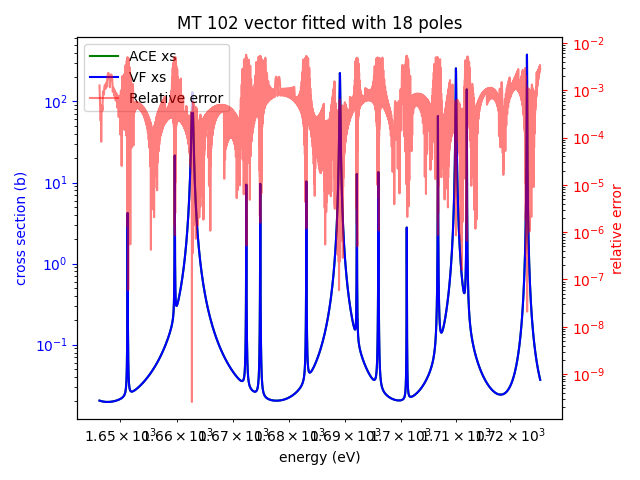 MT 102 vector fitted with 18 poles
ACE xs
VF xs
Relative error
cross section (b)
10²
10¹
10⁰
10⁻¹
10⁻²
10⁻³
10⁻⁴
10⁻⁵
10⁻⁶
10⁻⁷
10⁻⁸
10⁻⁹
relative error
1.65 × 10³ 1.66 × 10³ 1.67 × 10³ 1.68 × 10³ 1.69 × 10³ 1.7 × 10³ 1.71 × 10³ 1.72 × 10³
energy (eV)